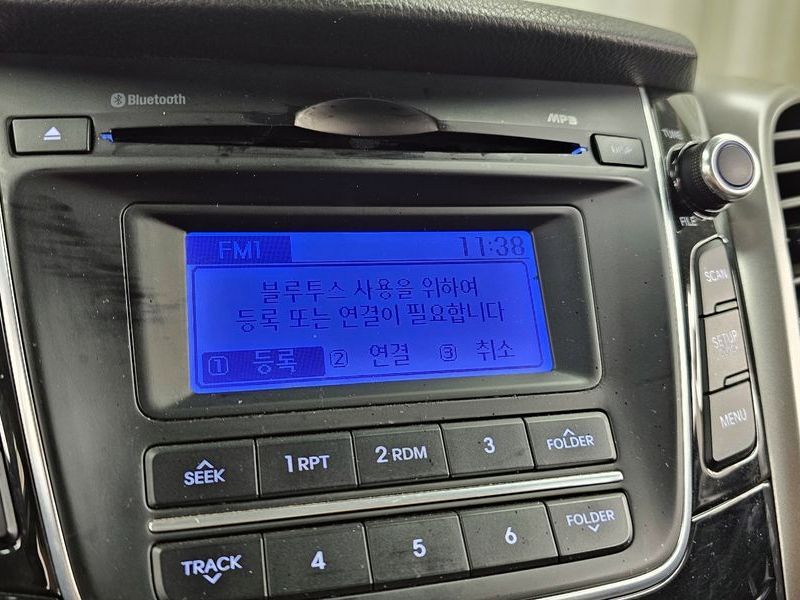 Bluetooth
MP3
TUNE
FILE
FM1 11:38
블루투스 사용을 위하여
등록 또는 연결이 필요합니다
① 등록 ② 연결 ③ 취소
SCAN
SETUP
MENU
SEEK 1 RPT 2 RDM 3 FOLDER
TRACK 4 5 6 FOLDER